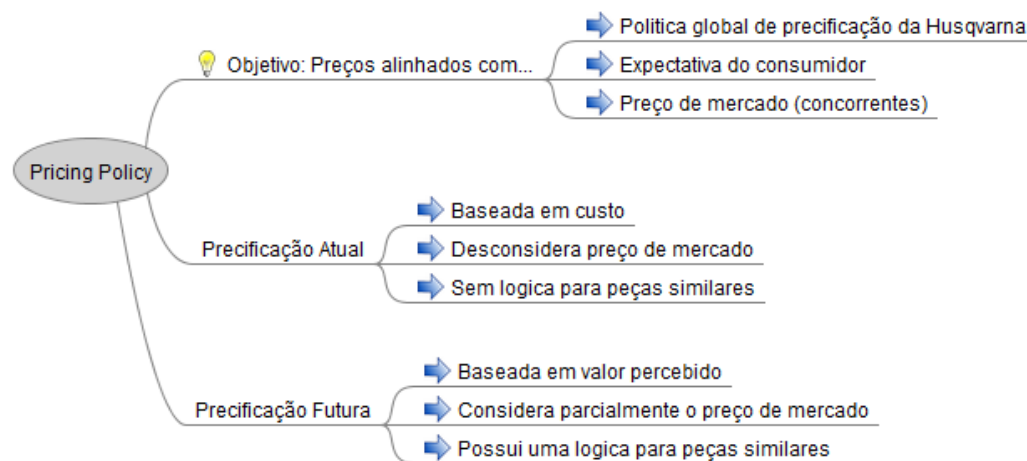 Pricing Policy
Objetivo: Preços alinhados com...
Politica global de precificação da Husqvarna
Expectativa do consumidor
Preço de mercado (concorrentes)
Precificação Atual
Baseada em custo
Desconsidera preço de mercado
Sem logica para peças similares
Precificação Futura
Baseada em valor percebido
Considera parcialmente o preço de mercado
Possui uma logica para peças similares